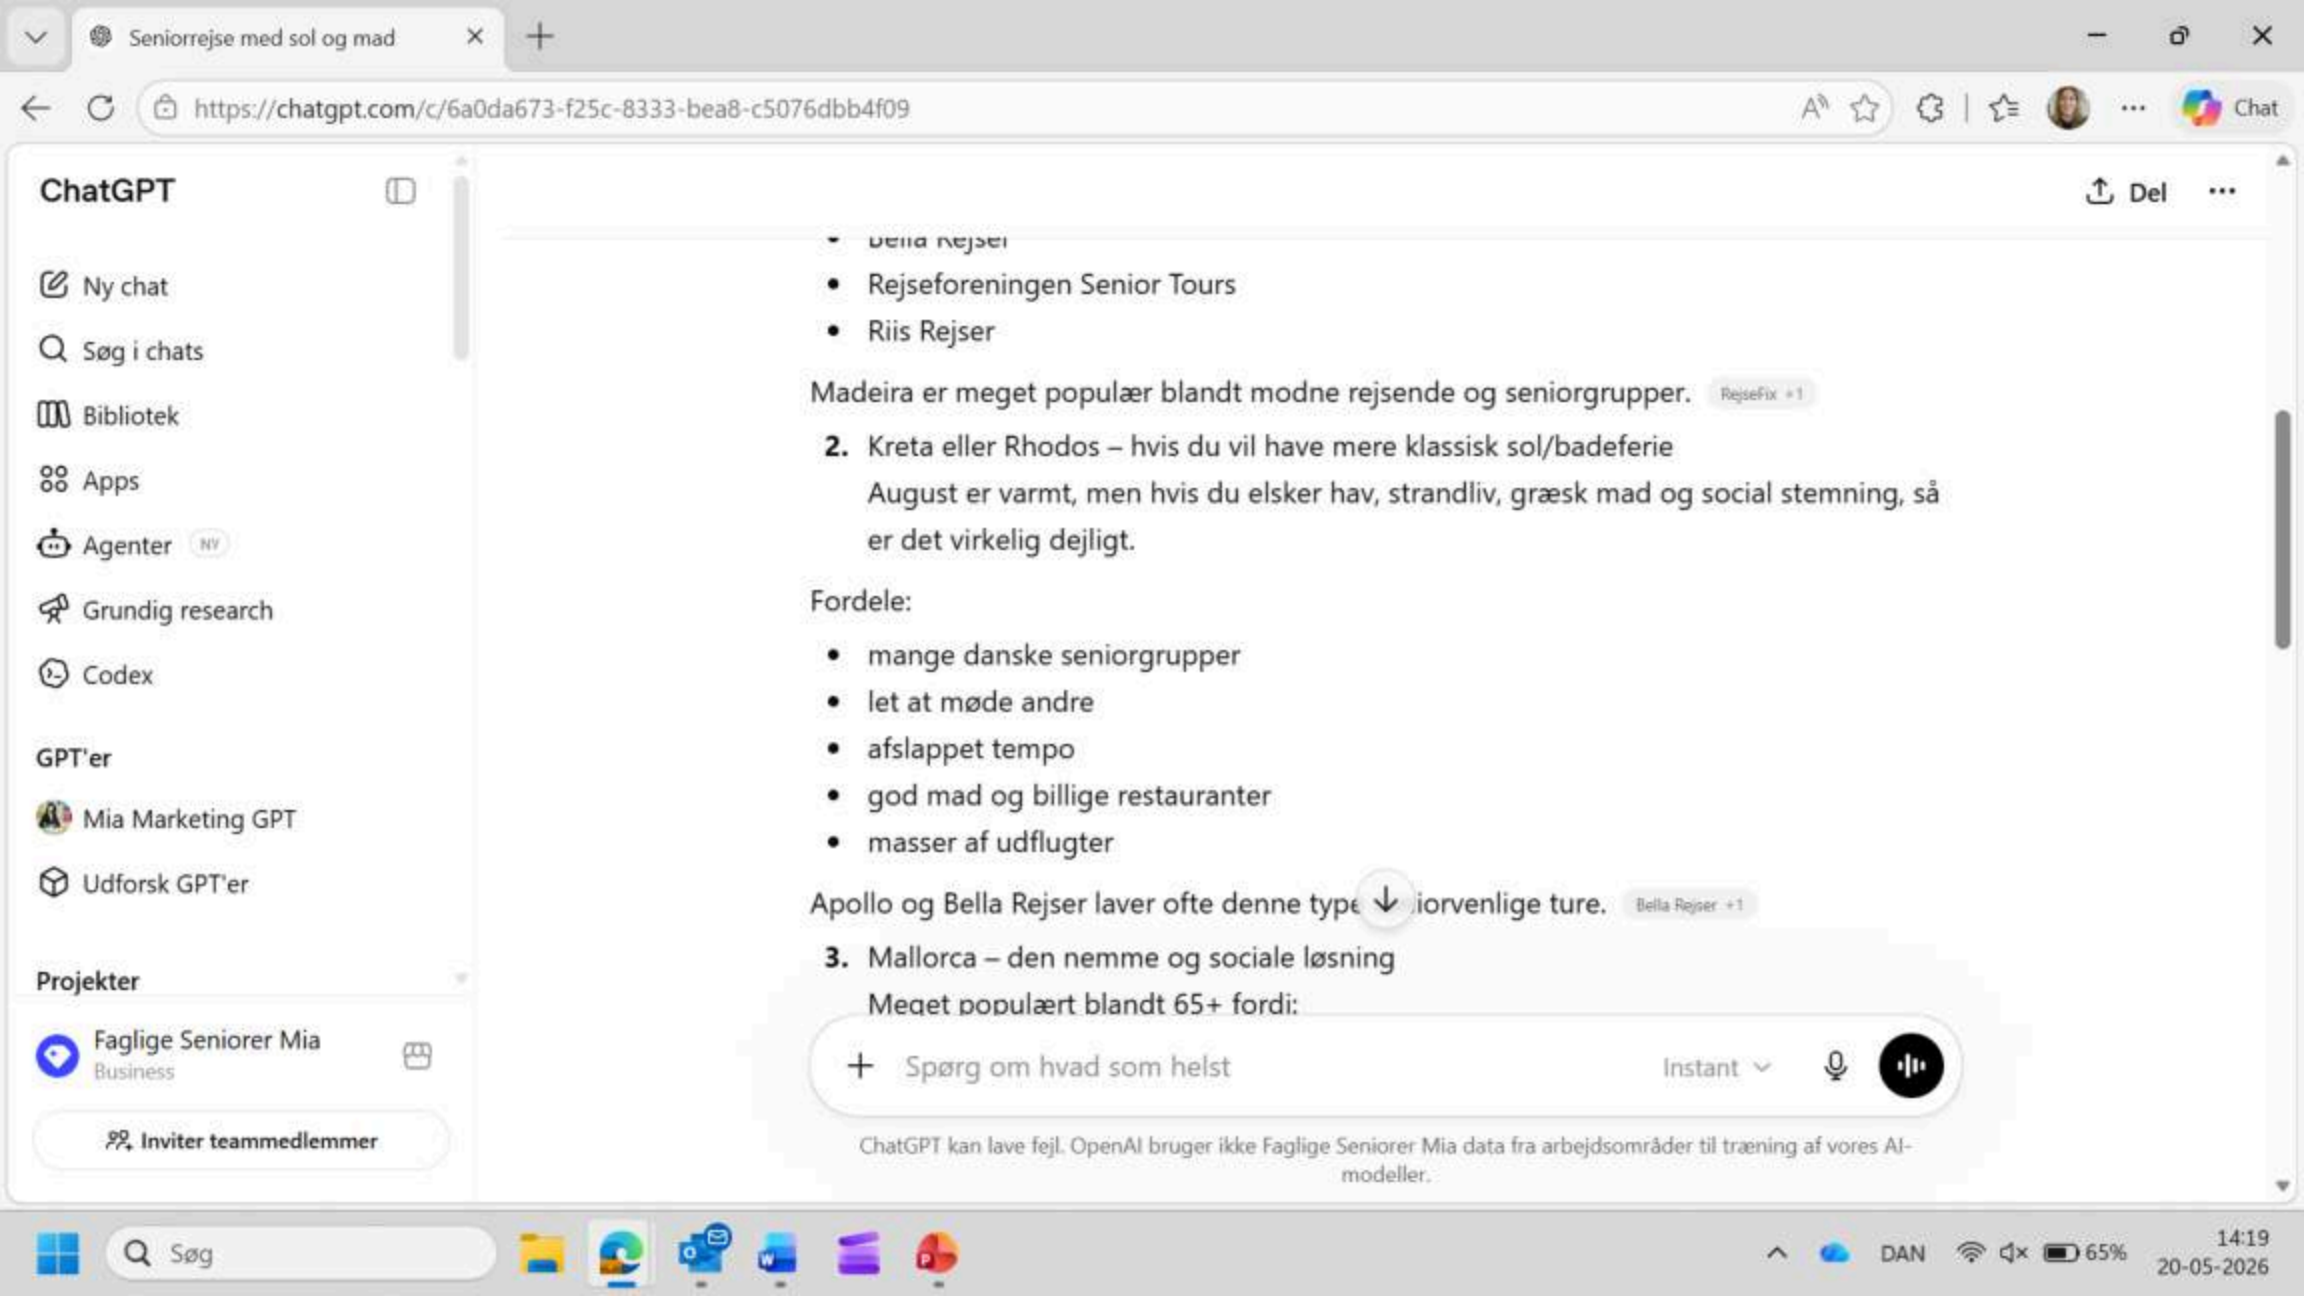 Seniorrejse med sol og mad
https://chatgpt.com/c/6a0da673-f25c-8333-bea8-c5076dbb4f09
Chat
ChatGPT
Ny chat
Søg i chats
Bibliotek
Apps
Agenter NY
Grundig research
Codex
GPT'er
Mia Marketing GPT
Udforsk GPT'er
Projekter
Faglige Seniorer Mia
Business
Inviter teammedlemmer
Del
Bella Rejser
• Rejseforeningen Senior Tours
• Riis Rejser
Madeira er meget populær blandt modne rejsende og seniorgrupper. RejseFix +1
2. Kreta eller Rhodos – hvis du vil have mere klassisk sol/badeferie
August er varmt, men hvis du elsker hav, strandliv, græsk mad og social stemning, så
er det virkelig dejligt.
Fordele:
• mange danske seniorgrupper
• let at møde andre
• afslappet tempo
• god mad og billige restauranter
• masser af udflugter
Apollo og Bella Rejser laver ofte denne type iorvenlige ture. Bella Rejser +1
3. Mallorca – den nemme og sociale løsning
Meget populært blandt 65+ fordi:
Spørg om hvad som helst
Instant
ChatGPT kan lave fejl. OpenAI bruger ikke Faglige Seniorer Mia data fra arbejdsområder til træning af vores AI-
modeller.
Søg
DAN
65%
14:19
20-05-2026